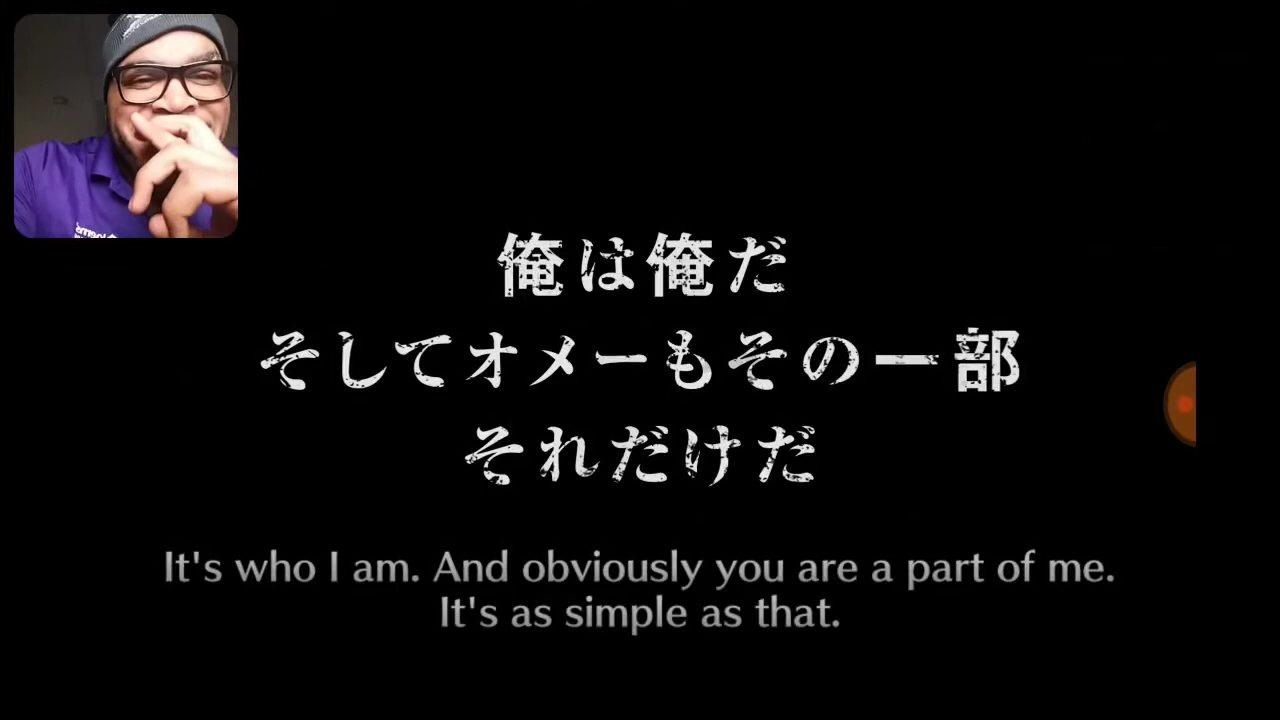 俺は俺だ
そしてオメーもその一部
それだけだ
It's who I am. And obviously you are a part of me.
It's as simple as that.